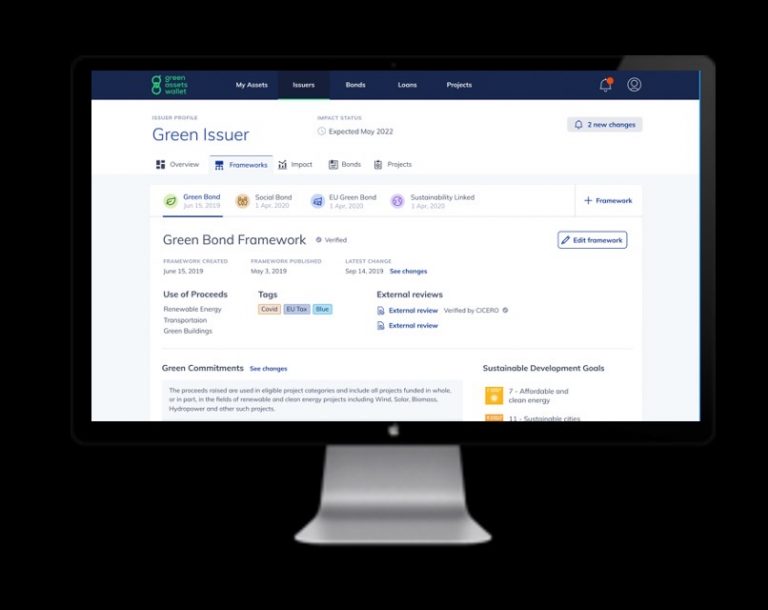 green
assets
wallet
My Assets
Issuers
Bonds
Loans
Projects
ISSUER PROFILE
Green Issuer
IMPACT STATUS
Expected May 2022
2 new changes
Overview
Frameworks
Impact
Bonds
Projects
Green Bond
Jun 15, 2019
Social Bond
1 Apr, 2020
EU Green Bond
1 Apr, 2020
Sustainability Linked
1 Apr, 2020
+ Framework
Green Bond Framework
Verified
Edit framework
FRAMEWORK CREATED
June 15, 2019
FRAMEWORK PUBLISHED
May 3, 2019
LATEST CHANGE
Sep 14, 2019 See changes
Use of Proceeds
Renewable Energy
Transportaion
Green Buildings
Tags
Covid
EU Tax
Blue
External reviews
External review Verified by CICERO
External review
Green Commitments See changes
The proceeds raised are used in eligible project categories and include all projects funded in whole,
or in part, in the fields of renewable and clean energy projects including Wind, Solar, Biomass,
Hydropower and other such projects.
Sustainable Development Goals
7 - Affordable and
clean energy
11 - Sustainable cities